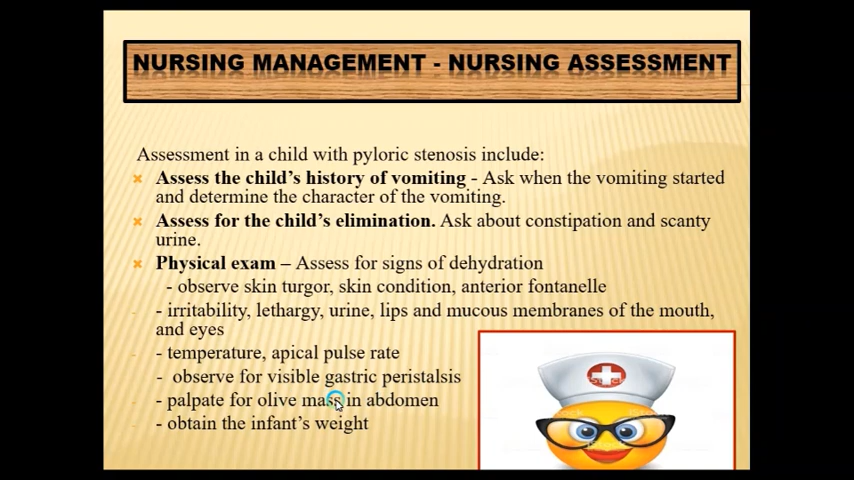 NURSING MANAGEMENT - NURSING ASSESSMENT
Assessment in a child with pyloric stenosis include:
Assess the child's history of vomiting - Ask when the vomiting started
and determine the character of the vomiting.
Assess for the child's elimination. Ask about constipation and scanty
urine.
Physical exam – Assess for signs of dehydration
- observe skin turgor, skin condition, anterior fontanelle
- - irritability, lethargy, urine, lips and mucous membranes of the mouth,
and eyes
- - temperature, apical pulse rate
- observe for visible gastric peristalsis
- - palpate for olive mass in abdomen
- - obtain the infant's weight